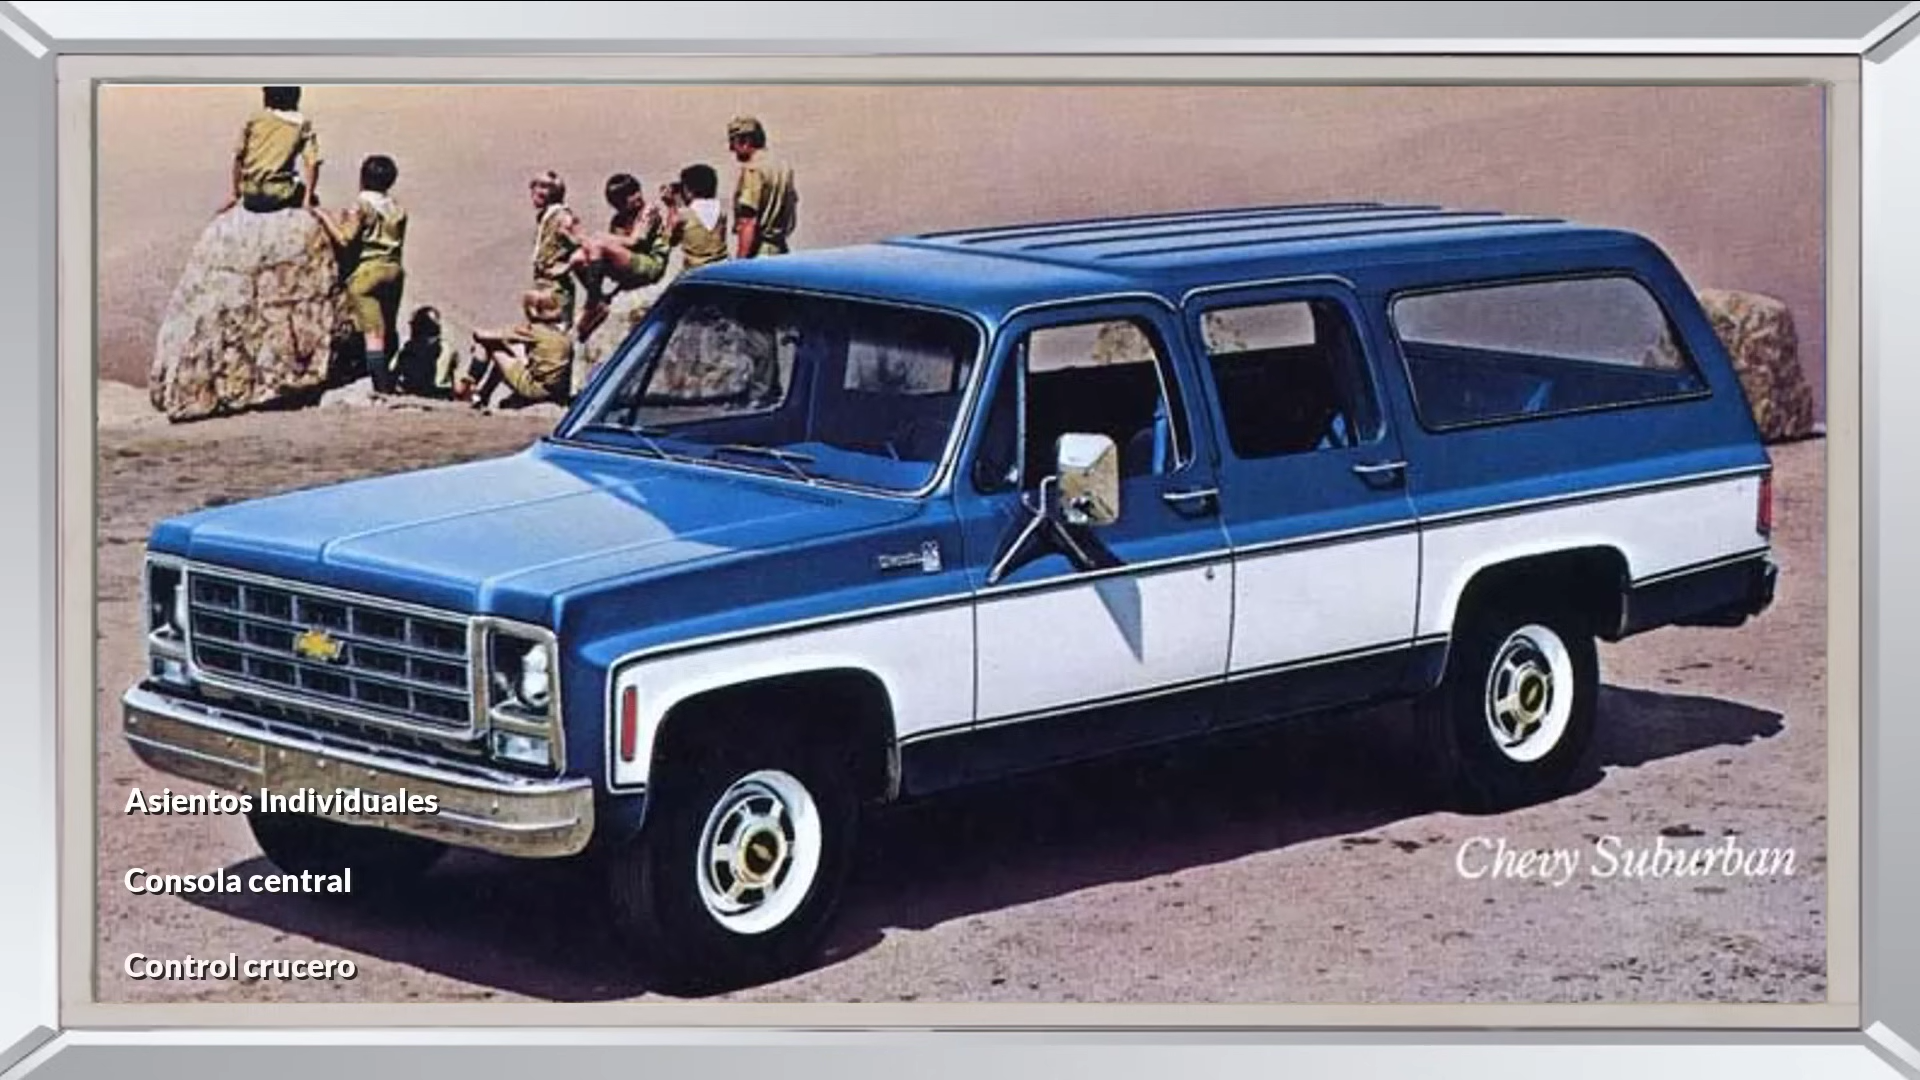 Asientos Individuales
Consola central
Control crucero
Chevy Suburban